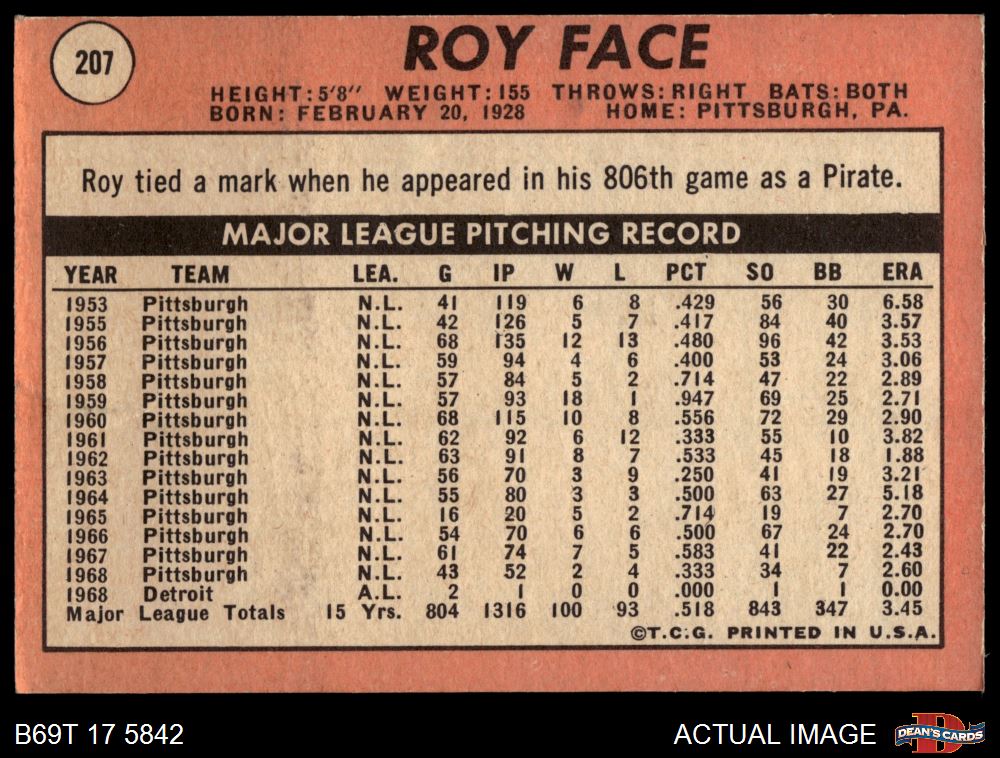 207
ROY FACE
HEIGHT: 5'8" WEIGHT: 155 THROWS: RIGHT BATS: BOTH
BORN: FEBRUARY 20, 1928 HOME: PITTSBURGH, PA.
Roy tied a mark when he appeared in his 806th game as a Pirate.
MAJOR LEAGUE PITCHING RECORD
YEAR TEAM LEA. G IP W L PCT SO BB ERA
1953 Pittsburgh N.L. 41 119 6 8 .429 56 30 6.58
1955 Pittsburgh N.L. 42 126 5 7 .417 84 40 3.57
1956 Pittsburgh N.L. 68 135 12 13 .480 96 42 3.53
1957 Pittsburgh N.L. 59 94 4 6 .400 53 24 3.06
1958 Pittsburgh N.L. 57 84 5 2 .714 47 22 2.89
1959 Pittsburgh N.L. 57 93 18 1 .947 69 25 2.71
1960 Pittsburgh N.L. 68 115 10 8 .556 72 29 2.90
1961 Pittsburgh N.L. 62 92 6 12 .333 55 10 3.82
1962 Pittsburgh N.L. 63 91 8 7 .533 45 18 1.88
1963 Pittsburgh N.L. 56 70 3 9 .250 41 19 3.21
1964 Pittsburgh N.L. 55 80 3 3 .500 63 27 5.18
1965 Pittsburgh N.L. 16 20 5 2 .714 19 7 2.70
1966 Pittsburgh N.L. 54 70 6 6 .500 67 24 2.70
1967 Pittsburgh N.L. 61 74 7 5 .583 41 22 2.43
1968 Pittsburgh N.L. 43 52 2 4 .333 34 7 2.60
1968 Detroit A.L. 2 1 0 0 .000 1 1 0.00
Major League Totals 15 Yrs. 804 1316 100 93 .518 843 347 3.45
©T.C.G. PRINTED IN U.S.A.
B69T 17 5842 ACTUAL IMAGE
D
DEAN'S CARDS